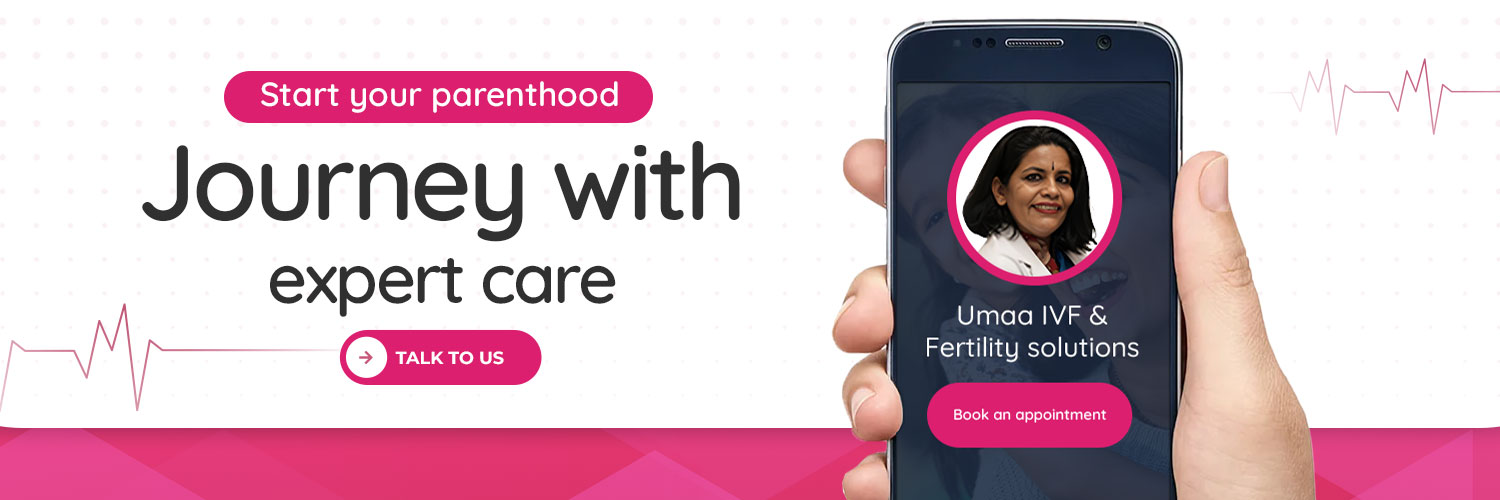 Start your parenthood
Journey with
expert care
TALK TO US
Umaa IVF &
Fertility solutions
Book an appointment